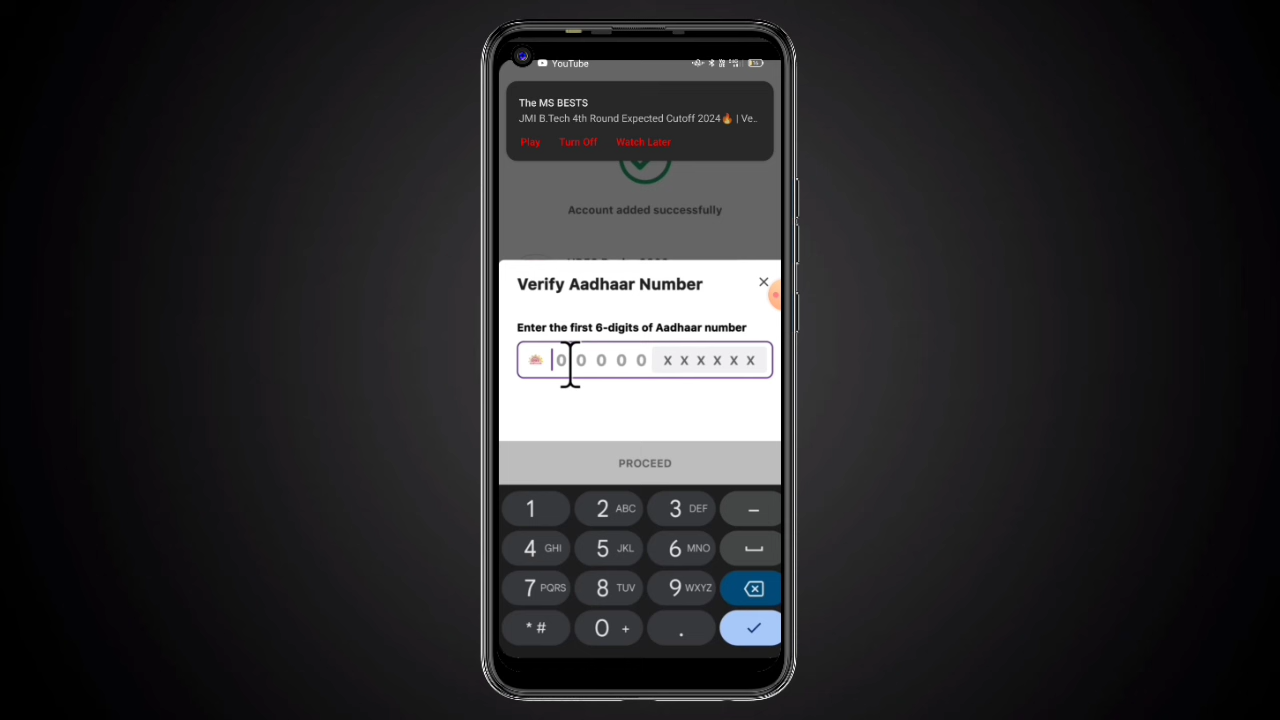 YouTube
The MS BESTS
JMI B.Tech 4th Round Expected Cutoff 2024🔥 | Ve..
Play Turn Off Watch Later
Account added successfully
Verify Aadhaar Number
Enter the first 6-digits of Aadhaar number
0 0 0 0 0 X X X X X X
PROCEED
1 2 ABC 3 DEF –
4 GHI 5 JKL 6 MNO
7 PQRS 8 TUV 9 WXYZ
* # 0 + .